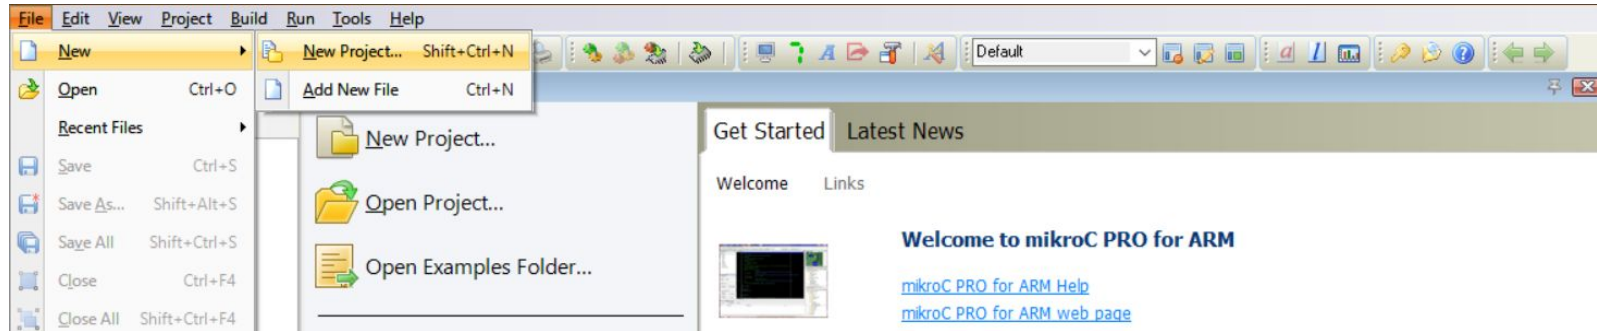 File Edit View Project Build Run Tools Help
New
New Project... Shift+Ctrl+N
Default
Open Ctrl+O
Add New File Ctrl+N
Recent Files
New Project...
Get Started Latest News
Save Ctrl+S
Save As... Shift+Alt+S
Open Project...
Welcome Links
Save All Shift+Ctrl+S
Open Examples Folder...
Welcome to mikroC PRO for ARM
Close Ctrl+F4
mikroC PRO for ARM Help
Close All Shift+Ctrl+F4
mikroC PRO for ARM web page